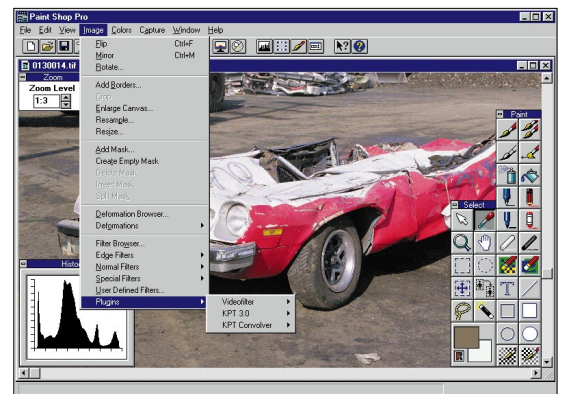 Paint Shop Pro
File Edit View Image Colors Capture Window Help
0130014.tif
Zoom
Zoom Level
1:3
Flip Ctrl+F
Mirror Ctrl+M
Rotate...
Add Borders...
Crop
Enlarge Canvas...
Resample...
Resize...
Add Mask...
Create Empty Mask
Delete Mask
Invert Mask
Split Mask
Deformation Browser...
Deformations
Filter Browser...
Edge Filters
Normal Filters
Special Filters
User Defined Filters...
Plugins
Videofilter
KPT 3.0
KPT Convolver
Paint
Select
T